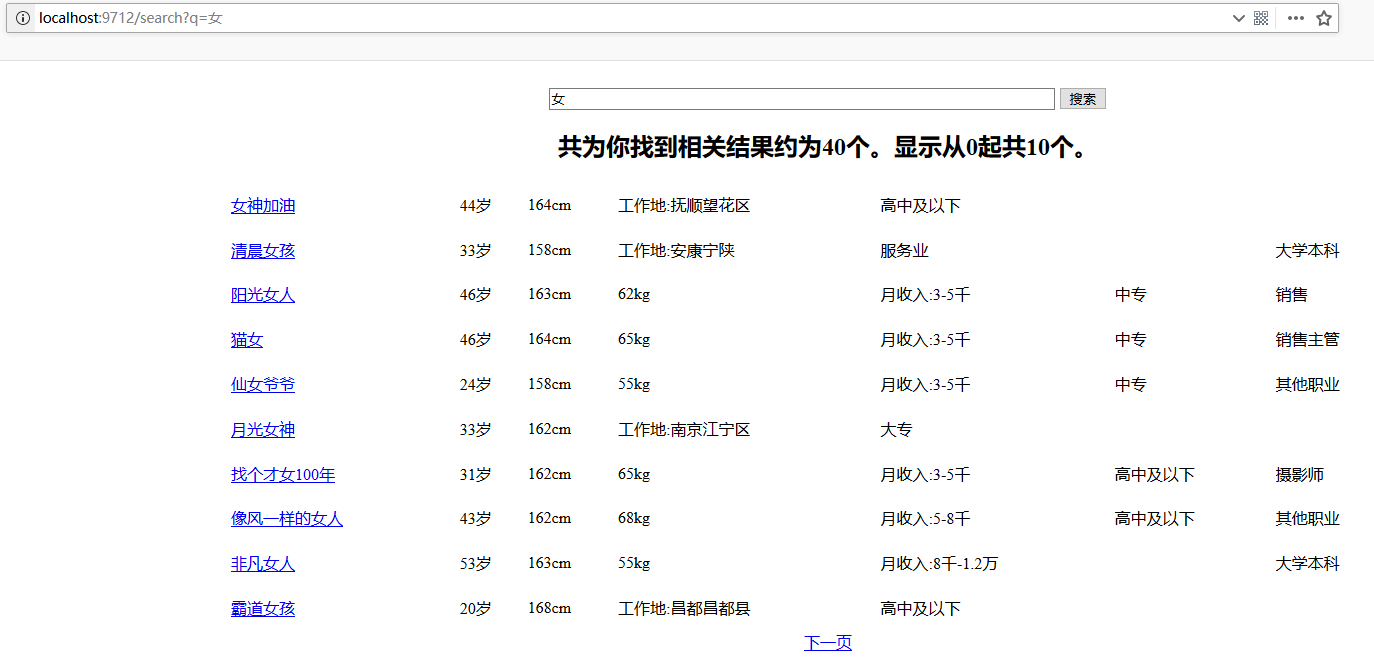 localhost:9712/search?q=女
女 搜索
共为你找到相关结果约为40个。显示从0起共10个。
女神加油 44岁 164cm 工作地:抚顺望花区 高中及以下
清晨女孩 33岁 158cm 工作地:安康宁陕 服务业 大学本科
阳光女人 46岁 163cm 62kg 月收入:3-5千 中专 销售
猫女 46岁 164cm 65kg 月收入:3-5千 中专 销售主管
仙女爷爷 24岁 158cm 55kg 月收入:3-5千 中专 其他职业
月光女神 33岁 162cm 工作地:南京江宁区 大专
找个才女100年 31岁 162cm 65kg 月收入:3-5千 高中及以下 摄影师
像风一样的女人 43岁 162cm 68kg 月收入:5-8千 高中及以下 其他职业
非凡女人 53岁 163cm 55kg 月收入:8千-1.2万 大学本科
霸道女孩 20岁 168cm 工作地:昌都昌都县 高中及以下
下一页